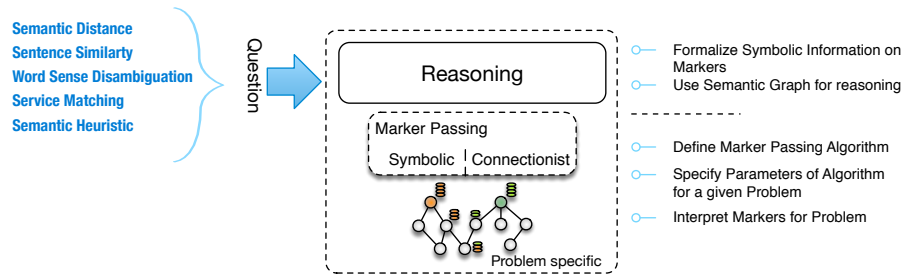 Semantic Distance
Sentence Similarty
Word Sense Disambiguation
Service Matching
Semantic Heuristic
Question
Reasoning
Marker Passing
Symbolic
Connectionist
Problem specific
Formalize Symbolic Information on
Markers
Use Semantic Graph for reasoning
Define Marker Passing Algorithm
Specify Parameters of Algorithm
for a given Problem
Interpret Markers for Problem